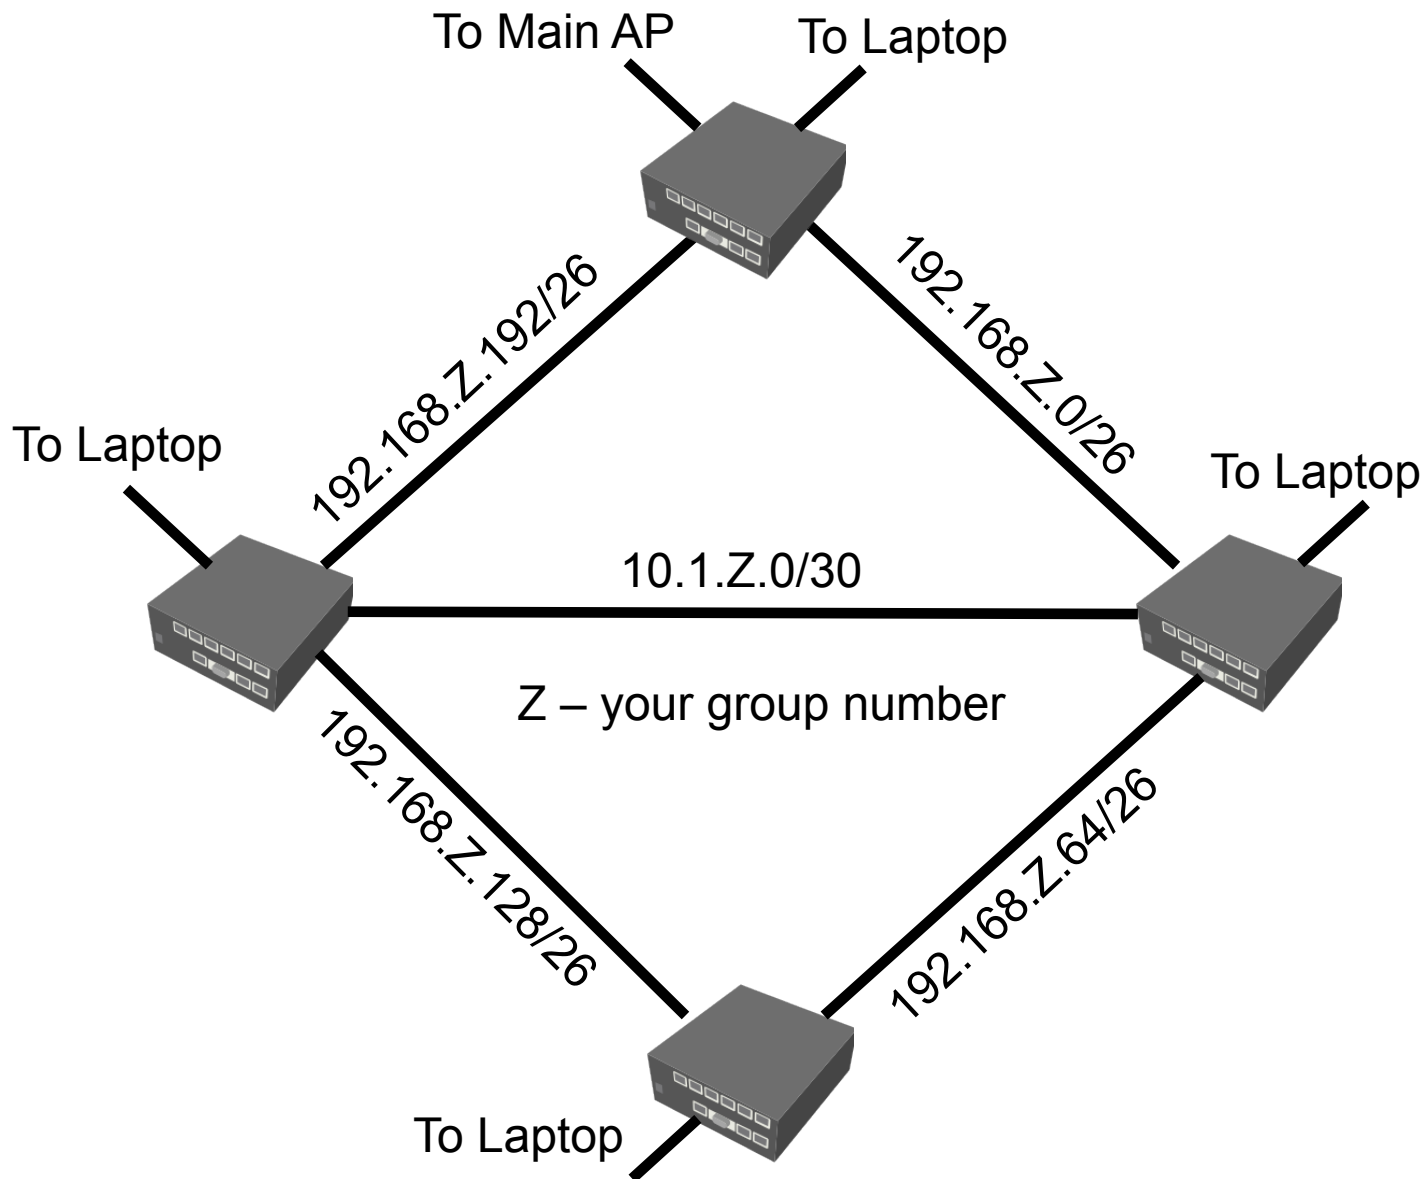 To Main AP
To Laptop
192.168.Z.192/26
192.168.Z.0/26
To Laptop
To Laptop
10.1.Z.0/30
Z – your group number
192.168.Z.128/26
192.168.Z.64/26
To Laptop